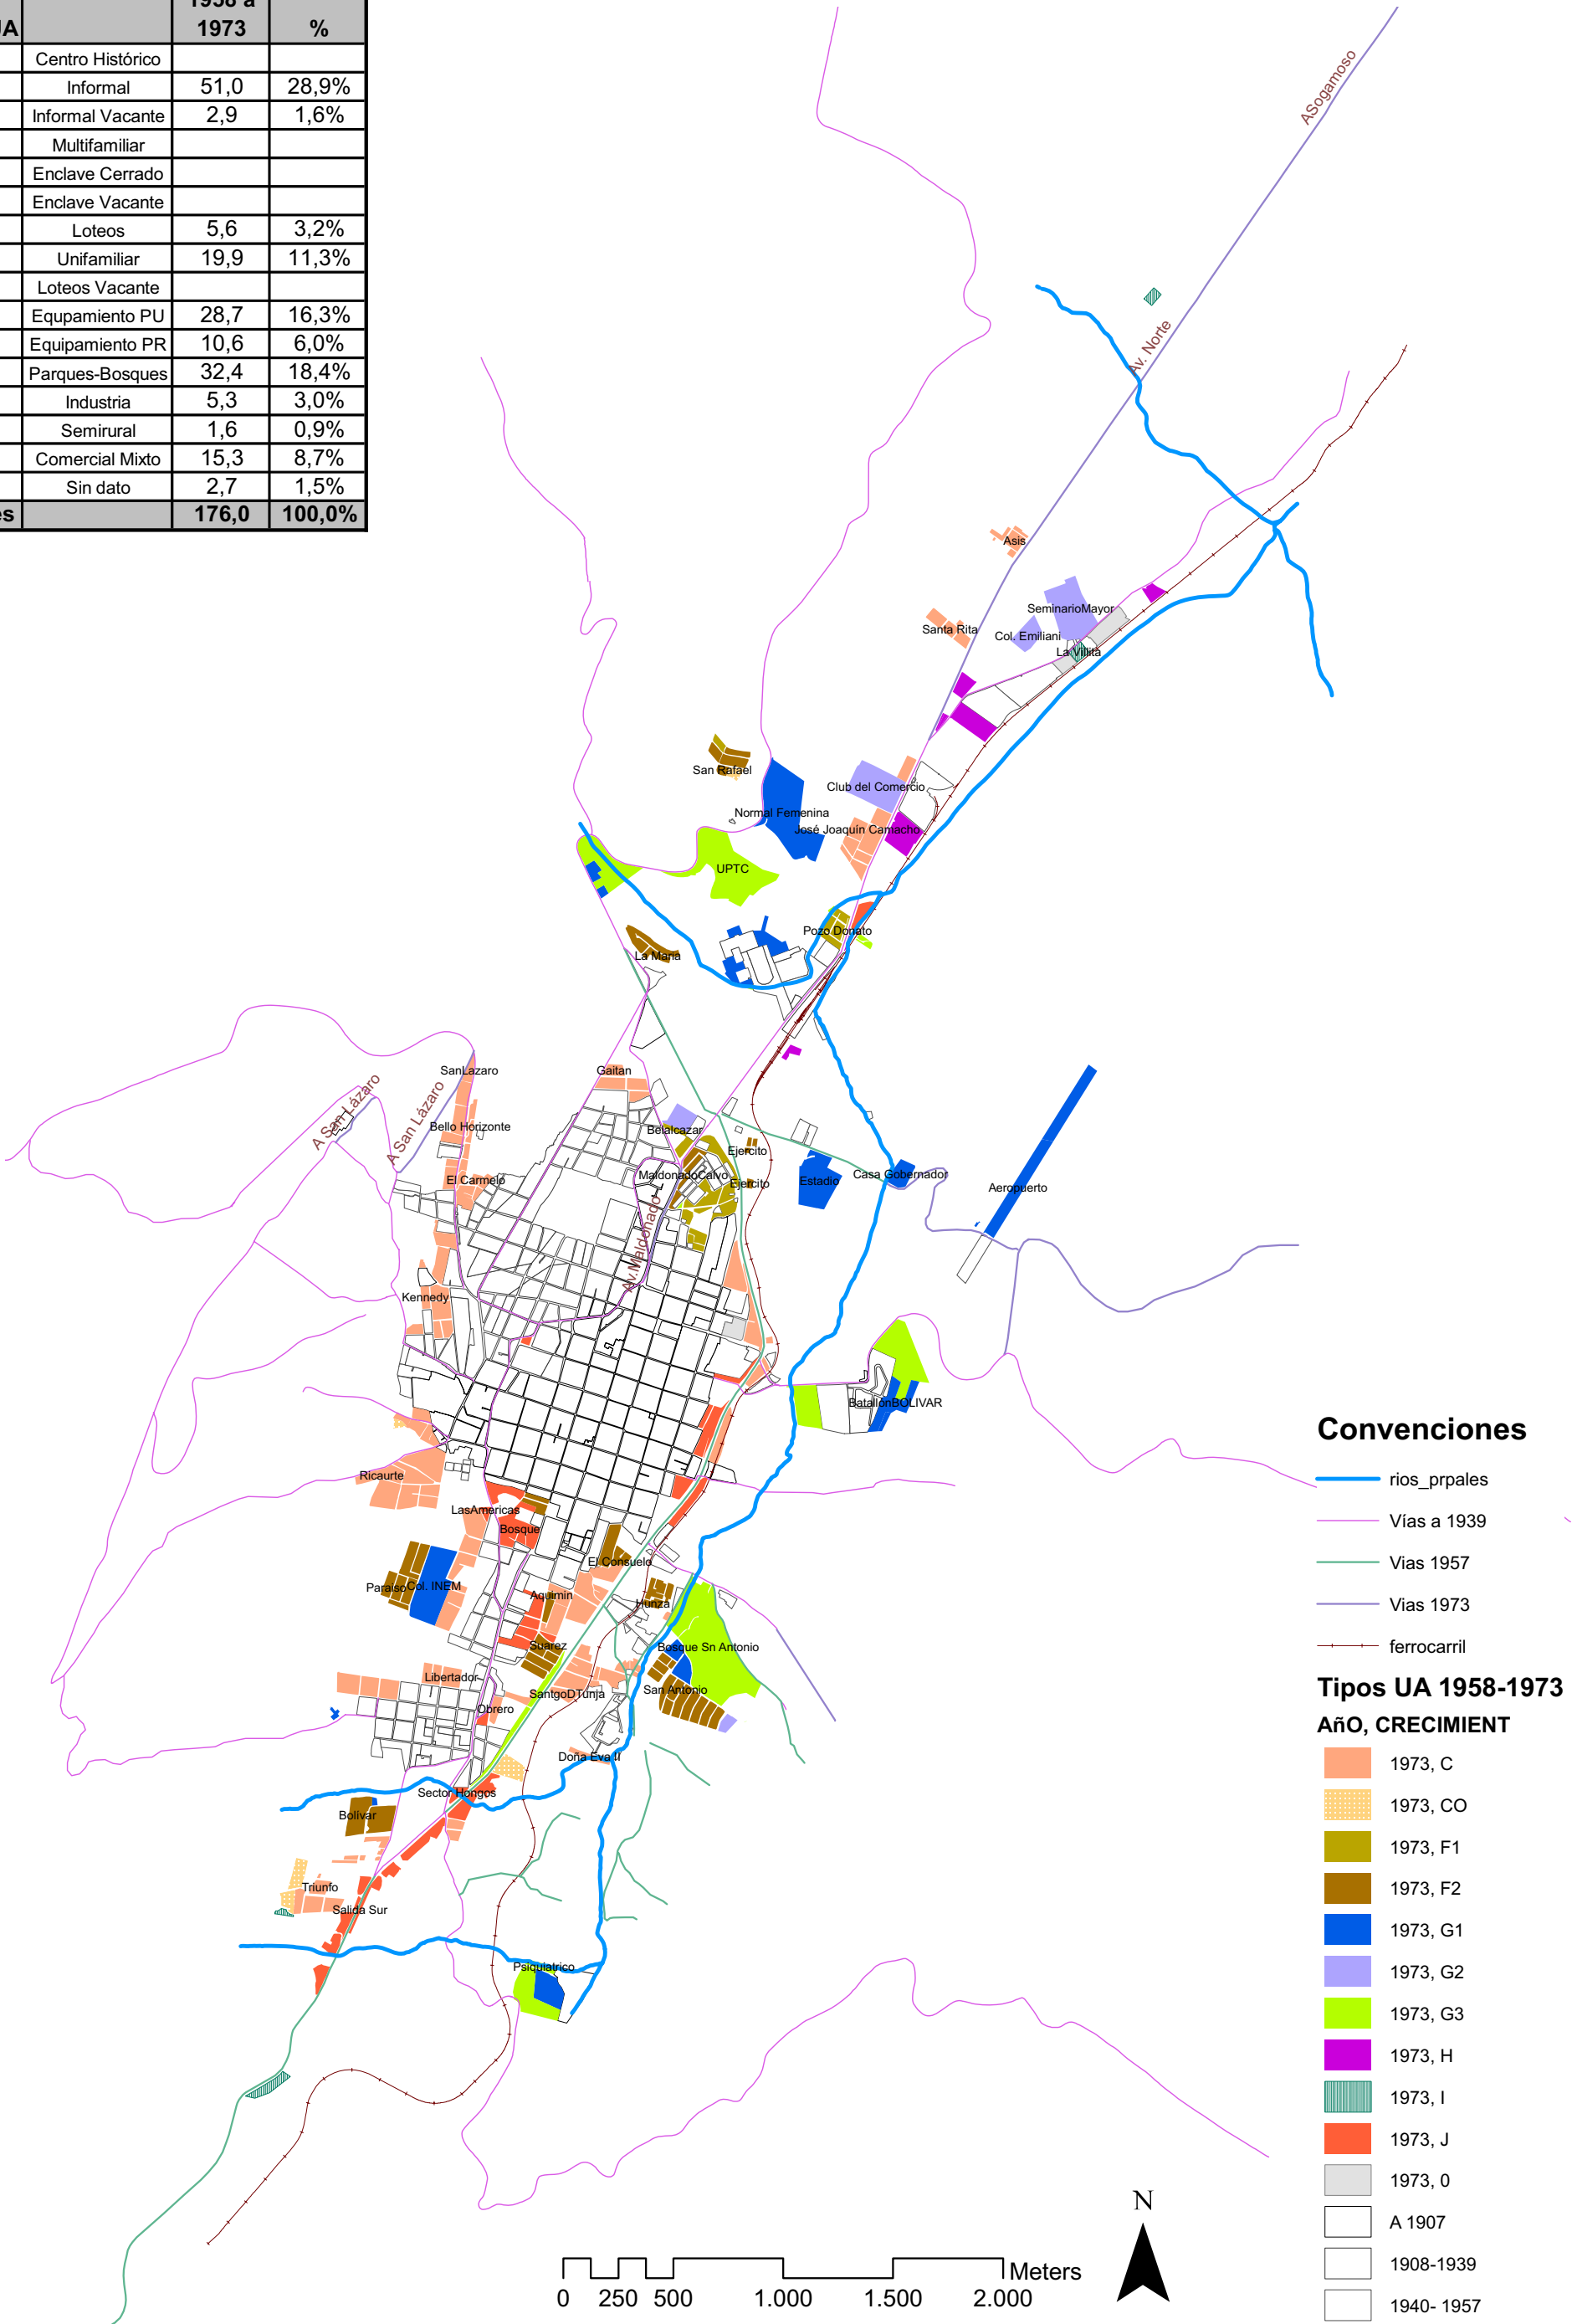 1958 a
UA 1973 %
Centro Histórico
Informal 51,0 28,9%
Informal Vacante 2,9 1,6%
Multifamiliar
Enclave Cerrado
Enclave Vacante
Loteos 5,6 3,2%
Unifamiliar 19,9 11,3%
Loteos Vacante
Equpamiento PU 28,7 16,3%
Equipamiento PR 10,6 6,0%
Parques-Bosques 32,4 18,4%
Industria 5,3 3,0%
Semirural 1,6 0,9%
Comercial Mixto 15,3 8,7%
Sin dato 2,7 1,5%
es 176,0 100,0%
ASogamoso
Av. Norte
Asis
SeminarioMayor
Santa Rita
Col. Emiliani
La Villita
San Rafael
Club del Comercio
Normal Femenina
José Joaquín Camacho
UPTC
Pozo Donato
La Maria
SanLazaro
Gaitan
A San Lázaro
A San Lázaro
Bello Horizonte
Belalcazar
Ejercito
El Carmelo
MaldonadoCalvo
Ejercito
Estadio
Casa Gobernador
Aeropuerto
Av.Maldonado
Kennedy
BatallónBOLIVAR
Ricaurte
LasAmericas
Bosque
El Consuelo
Paraiso
Col. INEM
Aquimin
Hunza
Suarez
Bosque Sn Antonio
Libertador
SantgoDTunja
San Antonio
Obrero
Doña Eva II
Sector Hongos
Bolívar
Triunfo
Salida Sur
Psiquiatrico
Convenciones
rios_prpales
Vías a 1939
Vias 1957
Vias 1973
ferrocarril
Tipos UA 1958-1973
AñO, CRECIMIENT
1973, C
1973, CO
1973, F1
1973, F2
1973, G1
1973, G2
1973, G3
1973, H
1973, I
1973, J
1973, 0
A 1907
1908-1939
1940- 1957
N
Meters
0 250 500 1.000 1.500 2.000